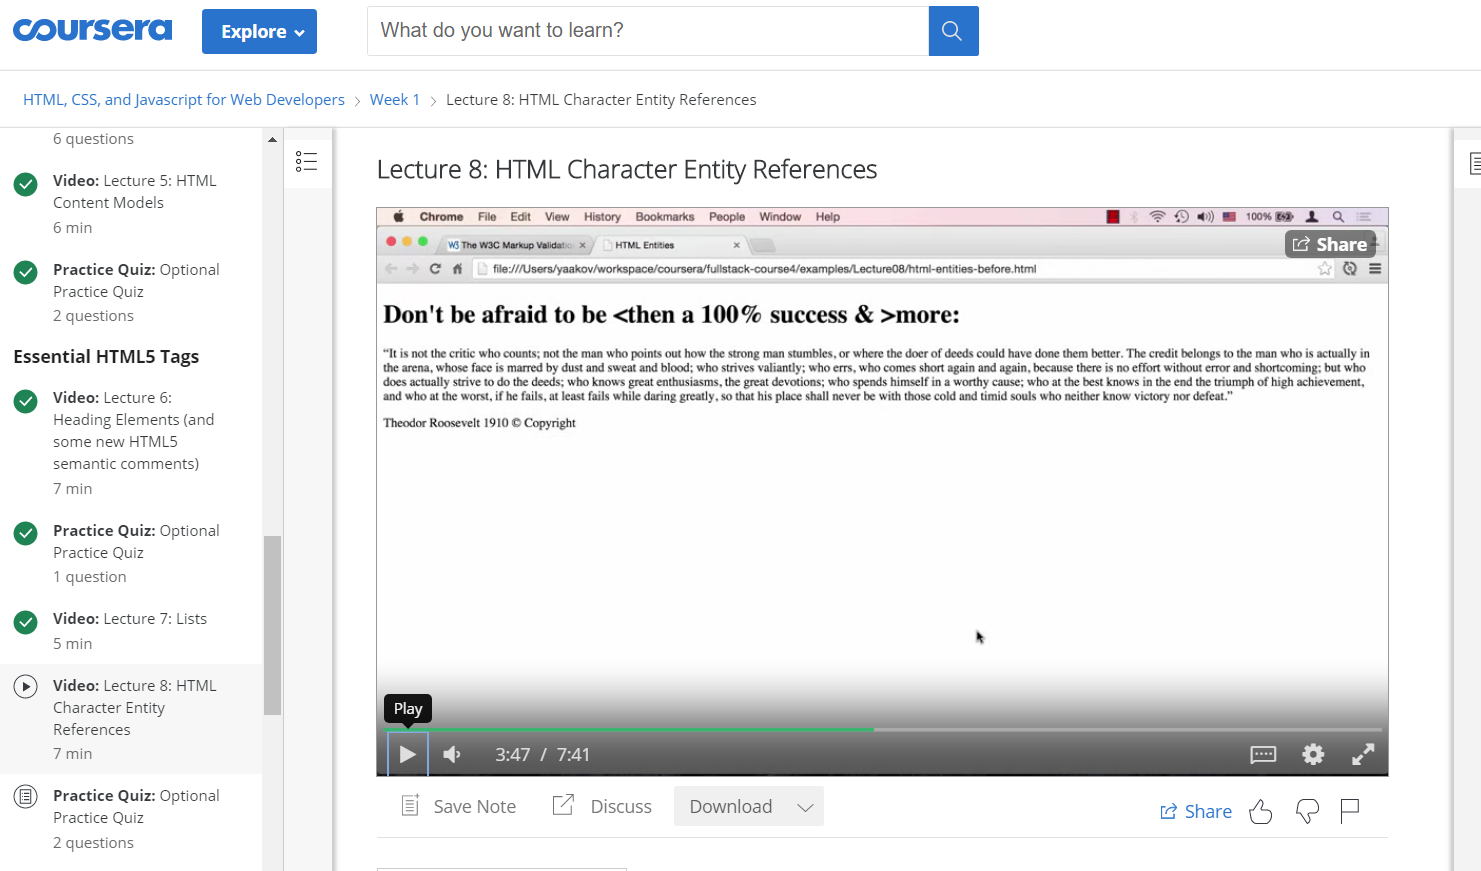 coursera
Explore
What do you want to learn?
HTML, CSS, and Javascript for Web Developers > Week 1 > Lecture 8: HTML Character Entity References
6 questions
Video: Lecture 5: HTML
Content Models
6 min
Practice Quiz: Optional
Practice Quiz
2 questions
Essential HTML5 Tags
Video: Lecture 6:
Heading Elements (and
some new HTML5
semantic comments)
7 min
Practice Quiz: Optional
Practice Quiz
1 question
Video: Lecture 7: Lists
5 min
Video: Lecture 8: HTML
Character Entity
References
7 min
Practice Quiz: Optional
Practice Quiz
2 questions
Lecture 8: HTML Character Entity References
Chrome File Edit View History Bookmarks People Window Help 100%
W3 The W3C Markup Validatio × HTML Entities ×
Share
file:///Users/yaakov/workspace/coursera/fullstack-course4/examples/Lecture08/html-entities-before.html
Don't be afraid to be <then a 100% success & >more:
“It is not the critic who counts; not the man who points out how the strong man stumbles, or where the doer of deeds could have done them better. The credit belongs to the man who is actually in
the arena, whose face is marred by dust and sweat and blood; who strives valiantly; who errs, who comes short again and again, because there is no effort without error and shortcoming; but who
does actually strive to do the deeds; who knows great enthusiasms, the great devotions; who spends himself in a worthy cause; who at the best knows in the end the triumph of high achievement,
and who at the worst, if he fails, at least fails while daring greatly, so that his place shall never be with those cold and timid souls who neither know victory nor defeat.”
Theodor Roosevelt 1910 © Copyright
Play
3:47 / 7:41
Save Note Discuss Download Share